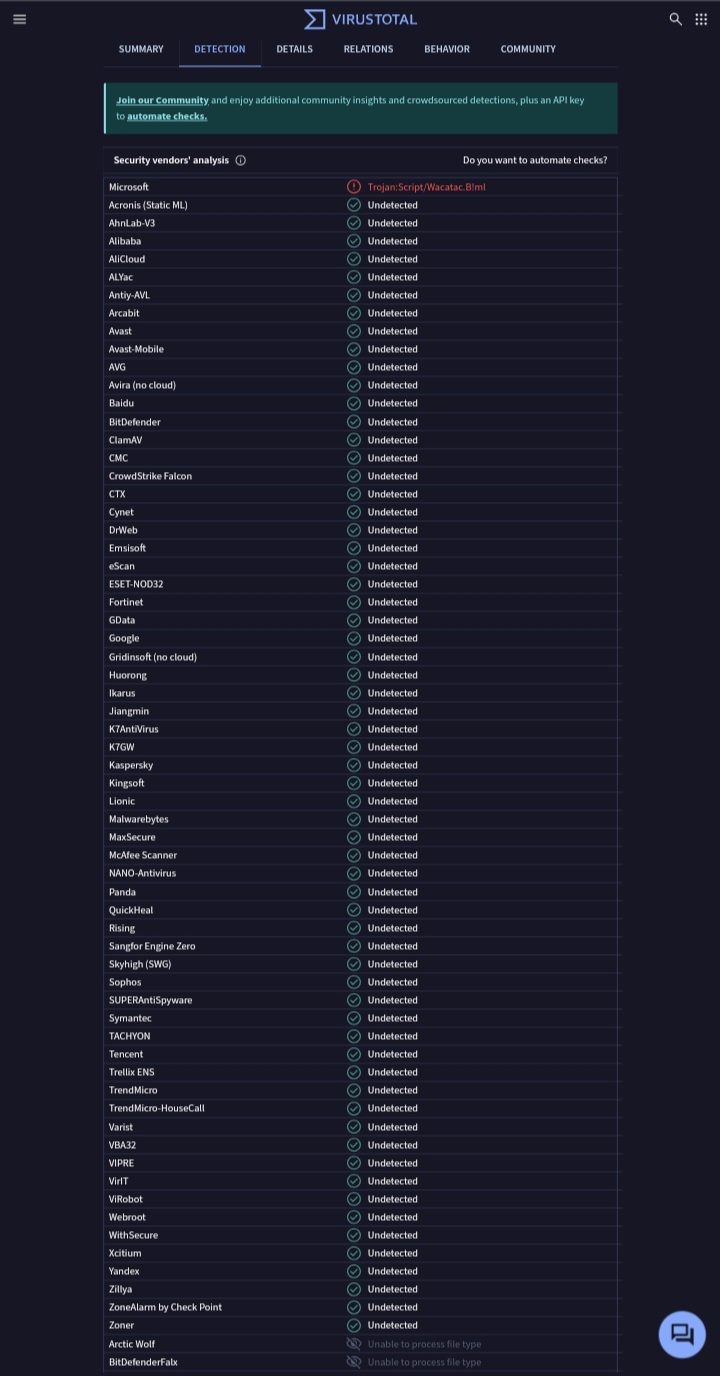 VIRUSTOTAL
SUMMARY DETECTION DETAILS RELATIONS BEHAVIOR COMMUNITY
Join our Community and enjoy additional community insights and crowdsourced detections, plus an API key
to automate checks.
Security vendors' analysis Do you want to automate checks?
Microsoft Trojan:Script/Wacatac.B!ml
Acronis (Static ML) Undetected
AhnLab-V3 Undetected
Alibaba Undetected
AliCloud Undetected
ALYac Undetected
Antiy-AVL Undetected
Arcabit Undetected
Avast Undetected
Avast-Mobile Undetected
AVG Undetected
Avira (no cloud) Undetected
Baidu Undetected
BitDefender Undetected
ClamAV Undetected
CMC Undetected
CrowdStrike Falcon Undetected
CTX Undetected
Cynet Undetected
DrWeb Undetected
Emsisoft Undetected
eScan Undetected
ESET-NOD32 Undetected
Fortinet Undetected
GData Undetected
Google Undetected
Gridinsoft (no cloud) Undetected
Huorong Undetected
Ikarus Undetected
Jiangmin Undetected
K7AntiVirus Undetected
K7GW Undetected
Kaspersky Undetected
Kingsoft Undetected
Lionic Undetected
Malwarebytes Undetected
MaxSecure Undetected
McAfee Scanner Undetected
NANO-Antivirus Undetected
Panda Undetected
QuickHeal Undetected
Rising Undetected
Sangfor Engine Zero Undetected
Skyhigh (SWG) Undetected
Sophos Undetected
SUPERAntiSpyware Undetected
Symantec Undetected
TACHYON Undetected
Tencent Undetected
Trellix ENS Undetected
TrendMicro Undetected
TrendMicro-HouseCall Undetected
Varist Undetected
VBA32 Undetected
VIPRE Undetected
VirIT Undetected
ViRobot Undetected
Webroot Undetected
WithSecure Undetected
Xcitium Undetected
Yandex Undetected
Zillya Undetected
ZoneAlarm by Check Point Undetected
Zoner Undetected
Arctic Wolf Unable to process file type
BitDefenderFalx Unable to process file type